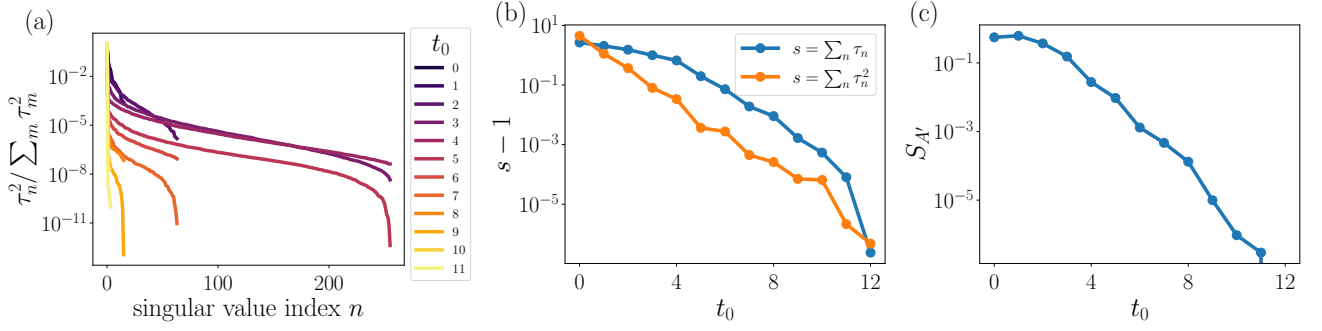 (a)
τ_n^2/ ∑_m τ_m^2
10^{-2}
10^{-5}
10^{-8}
10^{-11}
0
100
200
singular value index n
t_0
0
1
2
3
4
5
6
7
8
9
10
11
(b)
s − 1
10^1
10^{-1}
10^{-3}
10^{-5}
0
4
8
12
t_0
s = ∑_n τ_n
s = ∑_n τ_n^2
(c)
S_{A'}
10^{-1}
10^{-3}
10^{-5}
0
4
8
12
t_0